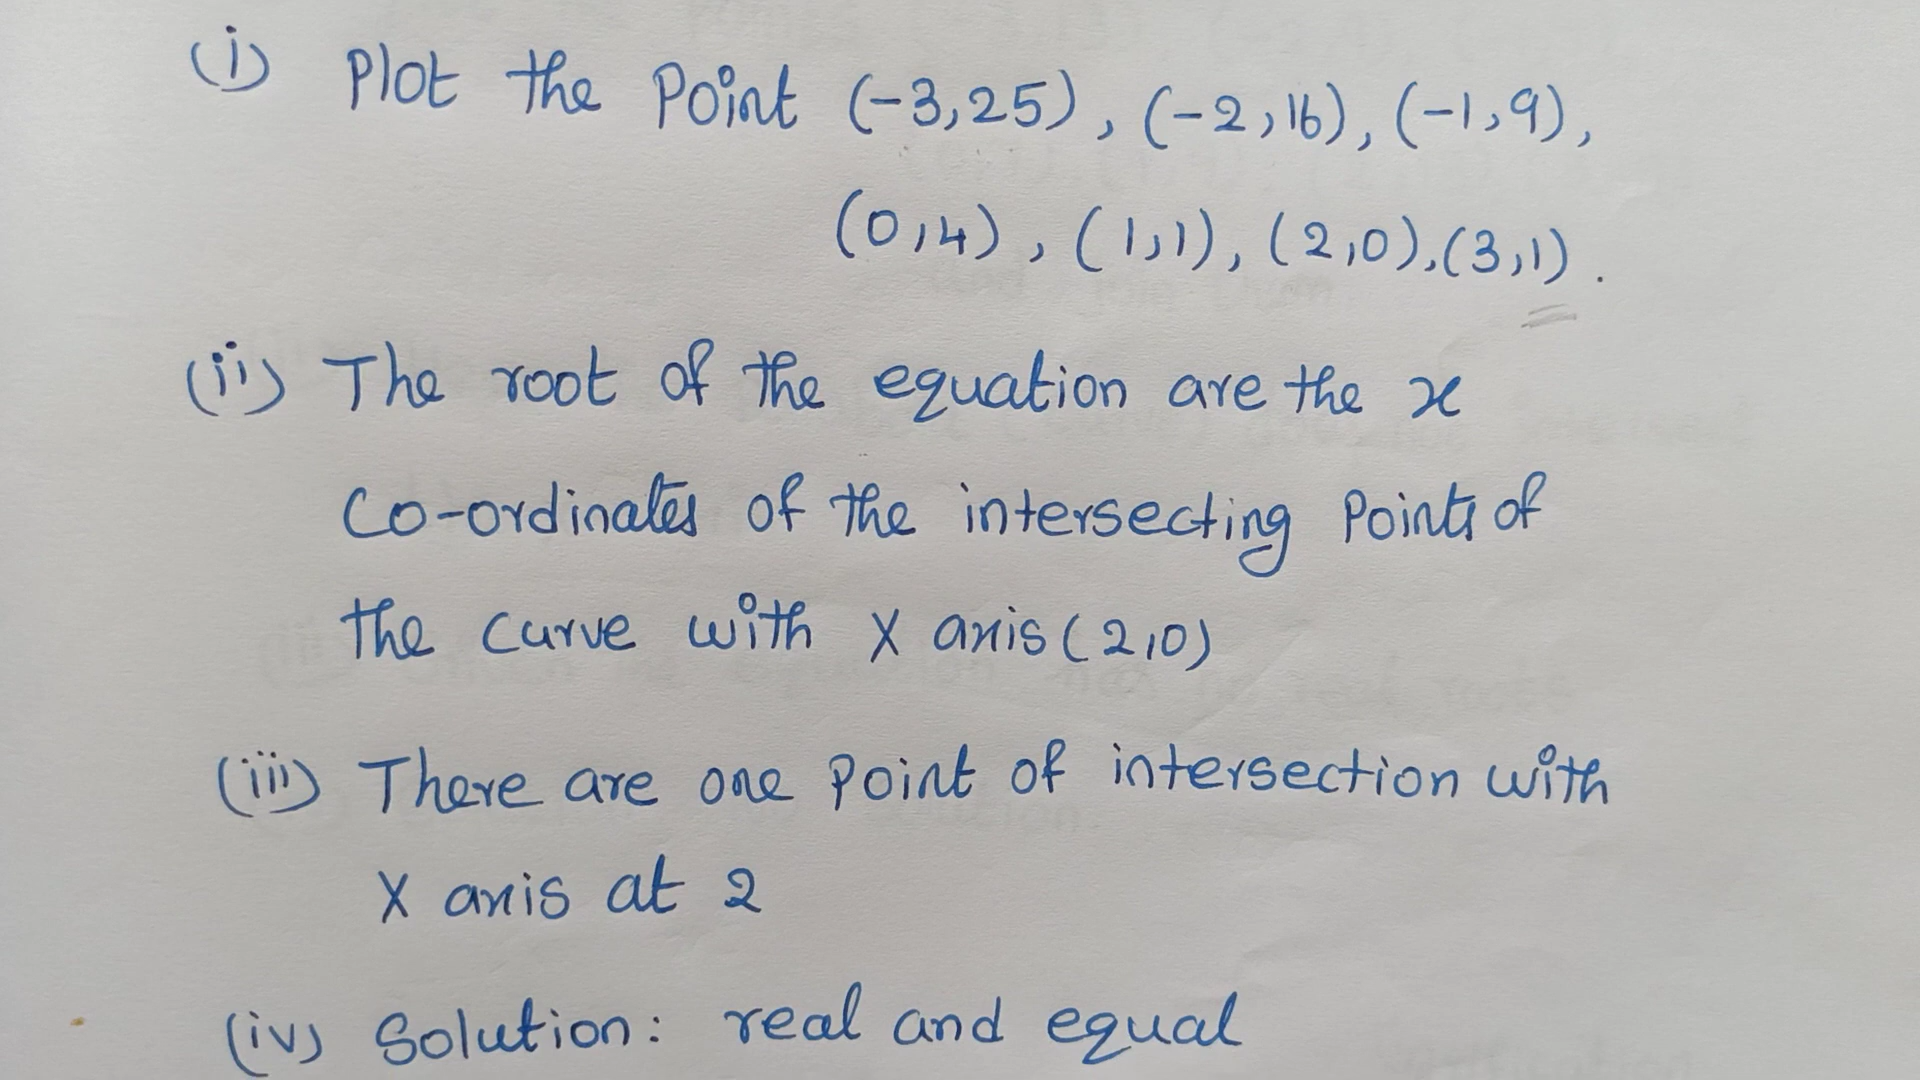 (i) Plot the Point (-3,25), (-2,16), (-1,9),
(0,4), (1,1), (2,0), (3,1).
(ii) The root of the equation are the x
Co-ordinates of the intersecting Points of
the curve with X axis (2,0)
(iii) There are one Point of intersection with
X axis at 2
(iv) Solution: real and equal